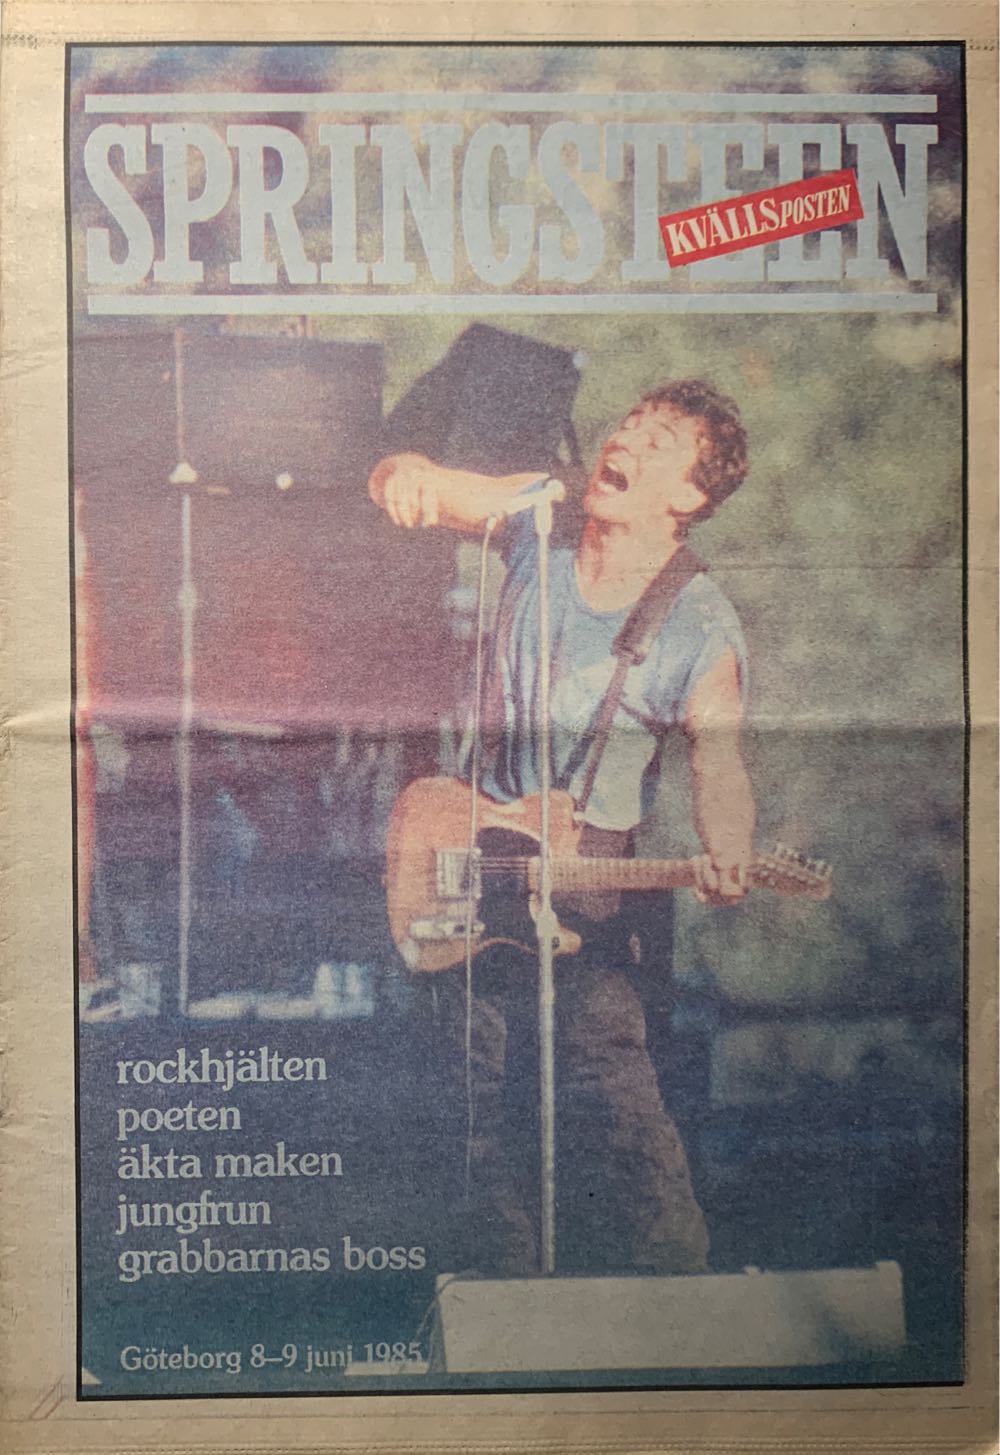 SPRINGSTEEN
KVÄLLSPOSTEN
rockhjälten
poeten
äkta maken
jungfrun
grabbarnas boss
Göteborg 8–9 juni 1985